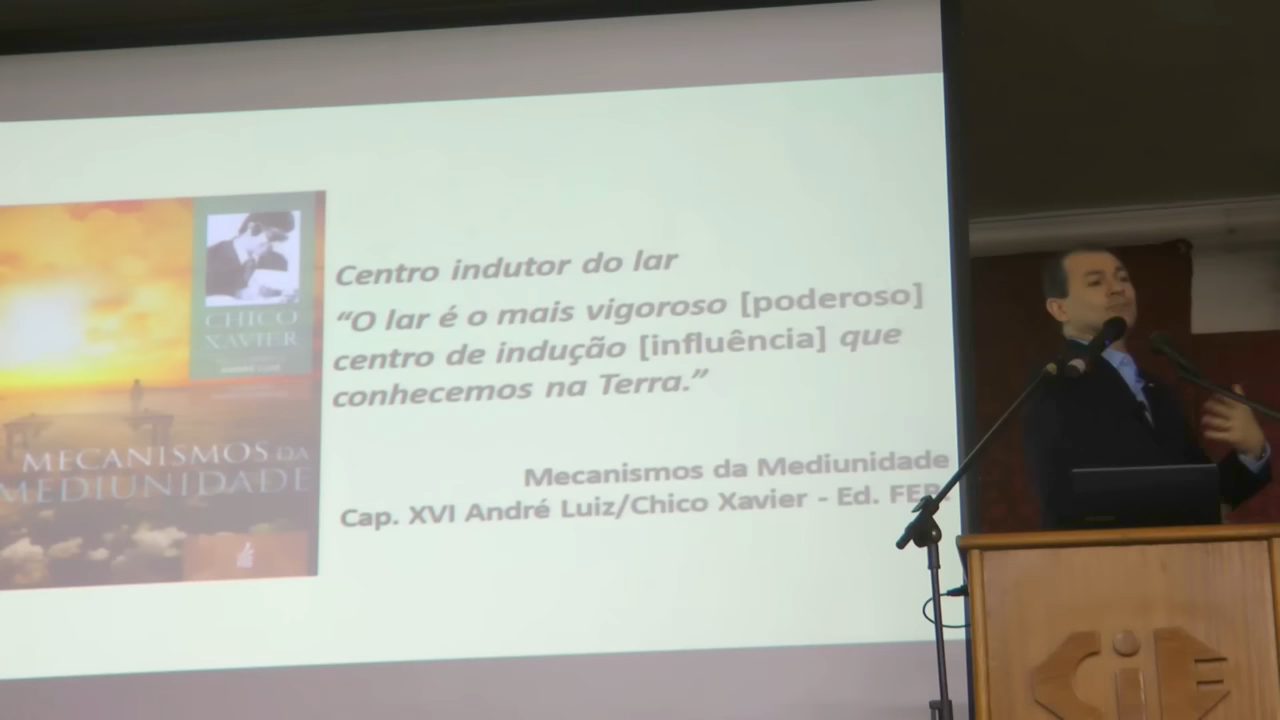 CHICO
XAVIER
MECANISMOS DA
MEDIUNIDADE
Centro indutor do lar
“O lar é o mais vigoroso [poderoso]
centro de indução [influência] que
conhecemos na Terra.”
Mecanismos da Mediunidade
Cap. XVI André Luiz/Chico Xavier - Ed. FEB.
CiE